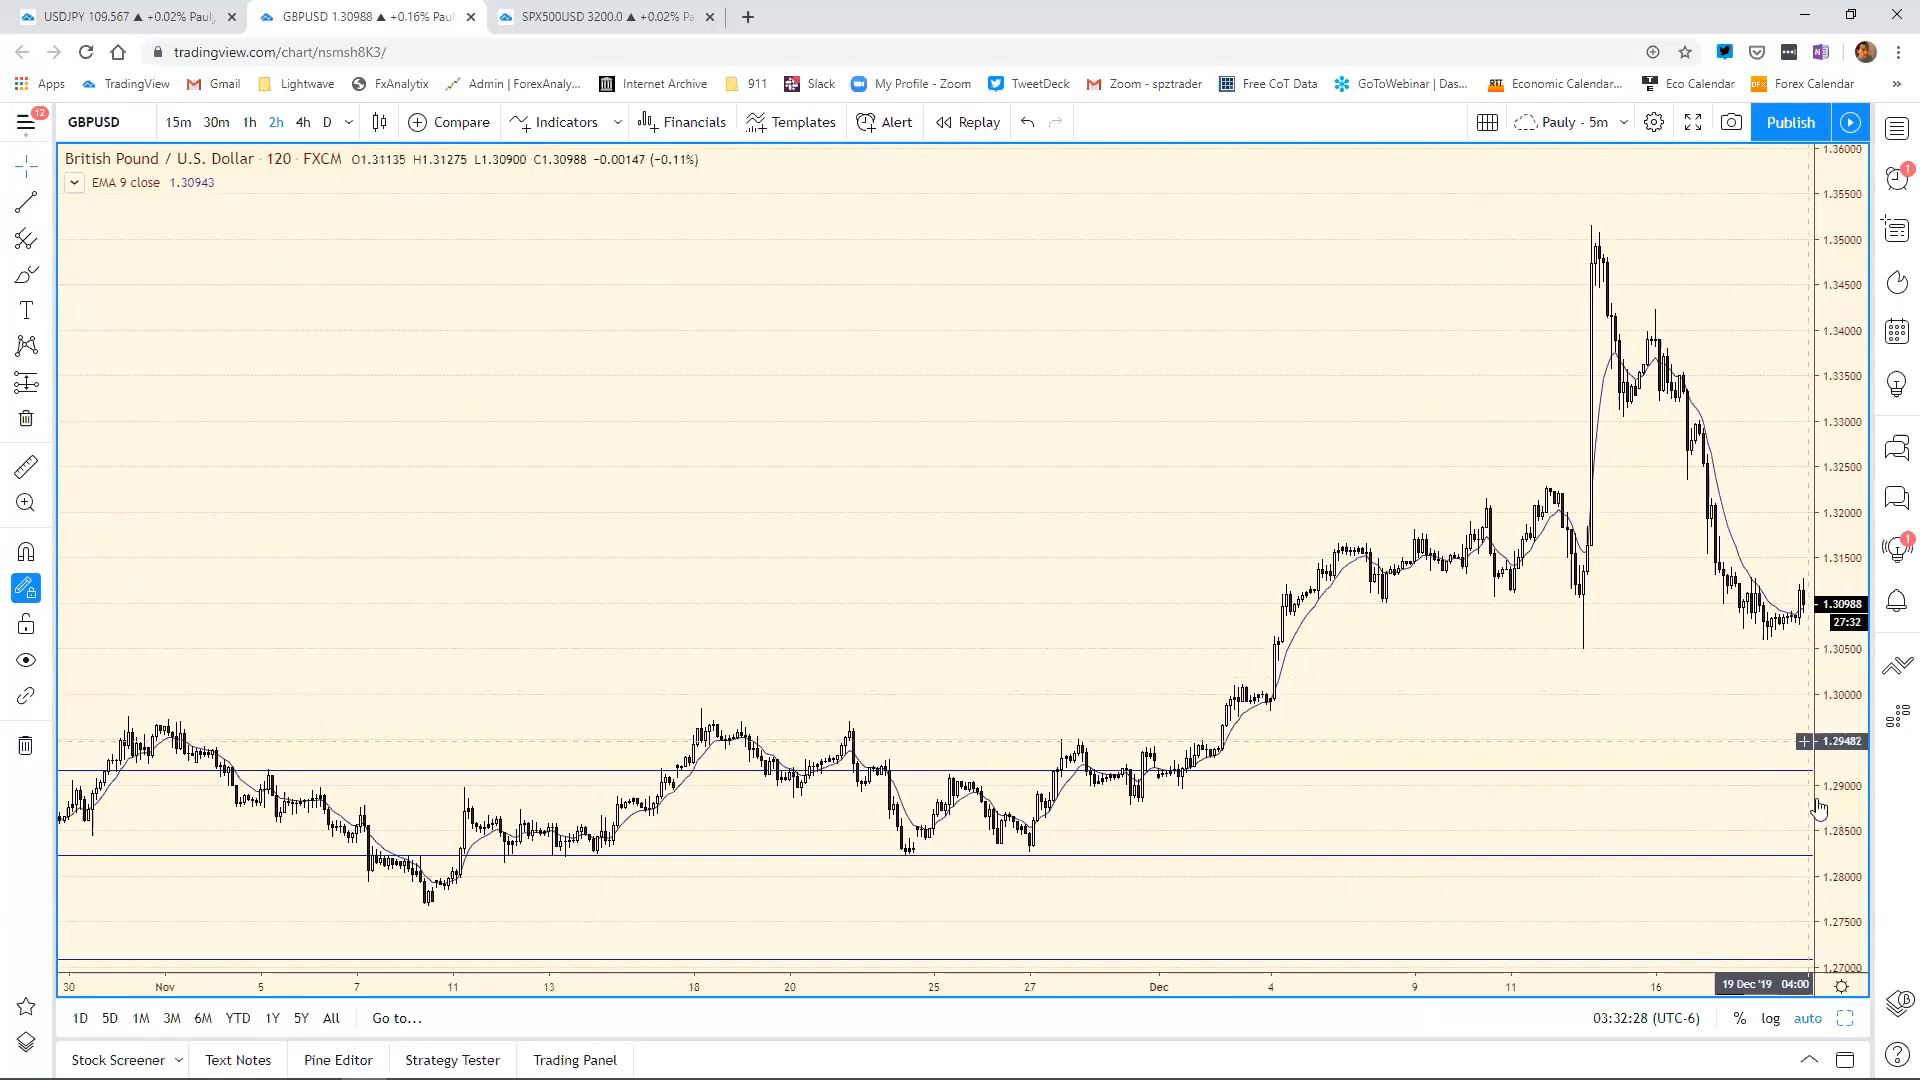 USDJPY 109.567 ▲ +0.02% Pauly
GBPUSD 1.30988 ▲ +0.16% Paul
SPX500USD 3200.0 ▲ +0.02% Pa
tradingview.com/chart/nsmsh8K3/
Apps TradingView Gmail Lightwave FxAnalytix Admin | ForexAnaly... Internet Archive 911 Slack My Profile - Zoom TweetDeck Zoom - spztrader Free CoT Data GoToWebinar | Das... Economic Calendar... Eco Calendar Forex Calendar »
12 GBPUSD 15m 30m 1h 2h 4h D Compare Indicators Financials Templates Alert Replay Pauly - 5m Publish
British Pound / U.S. Dollar · 120 · FXCM O1.31135 H1.31275 L1.30900 C1.30988 −0.00147 (−0.11%)
EMA 9 close 1.30943
1.36000
1.35500
1.35000
1.34500
1.34000
1.33500
1.33000
1.32500
1.32000
1.31500
1.30988
27:32
1.30500
1.30000
1.29482
1.29000
1.28500
1.28000
1.27500
1.27000
30 Nov 5 7 11 13 18 20 25 27 Dec 4 9 11 16 19 Dec '19 04:00
1D 5D 1M 3M 6M YTD 1Y 5Y All Go to... 03:32:28 (UTC-6) % log auto
Stock Screener Text Notes Pine Editor Strategy Tester Trading Panel
1
1